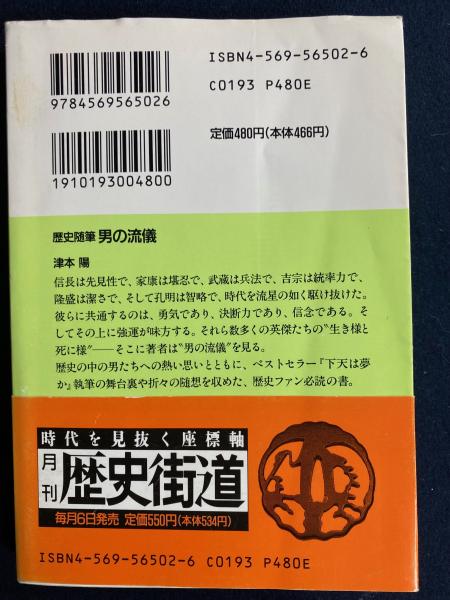 ISBN4-569-56502-6
C0193 P480E
9784569565026
定価480円(本体466円)
1910193004800
歴史随筆 男の流儀
津本 陽
信長は先見性で、家康は堪忍で、武蔵は兵法で、吉宗は統率力で、
隆盛は潔さで、そして孔明は智略で、時代を流星の如く駆け抜けた。
彼らに共通するのは、勇気であり、決断力であり、信念である。そ
してその上に強運が味方する。それら数多くの英傑たちの“生き様と
死に様”──そこに著者は“男の流儀”を見る。
歴史の中の男たちへの熱い思いとともに、ベストセラー『下天は夢
か』執筆の舞台裏や折々の随想を収めた、歴史ファン必読の書。
時代を見抜く座標軸
月刊 歴史街道
毎月6日発売 定価550円(本体534円)
ISBN4-569-56502-6 C0193 P480E